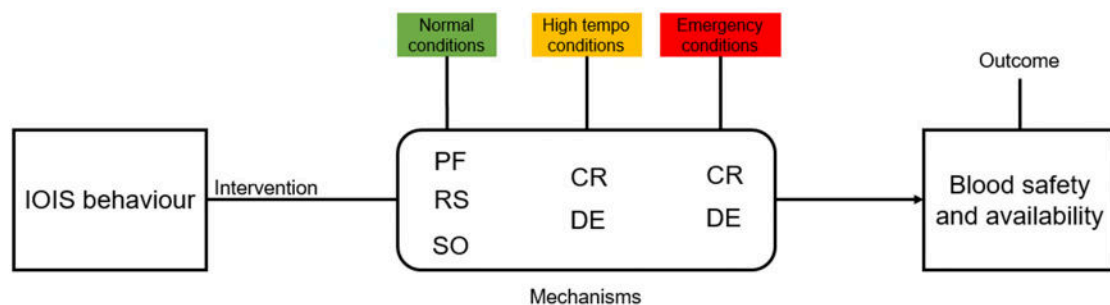 Normal
conditions
High tempo
conditions
Emergency
conditions
Outcome
IOIS behaviour
Intervention
PF
RS
SO
CR
DE
CR
DE
Blood safety
and availability
Mechanisms